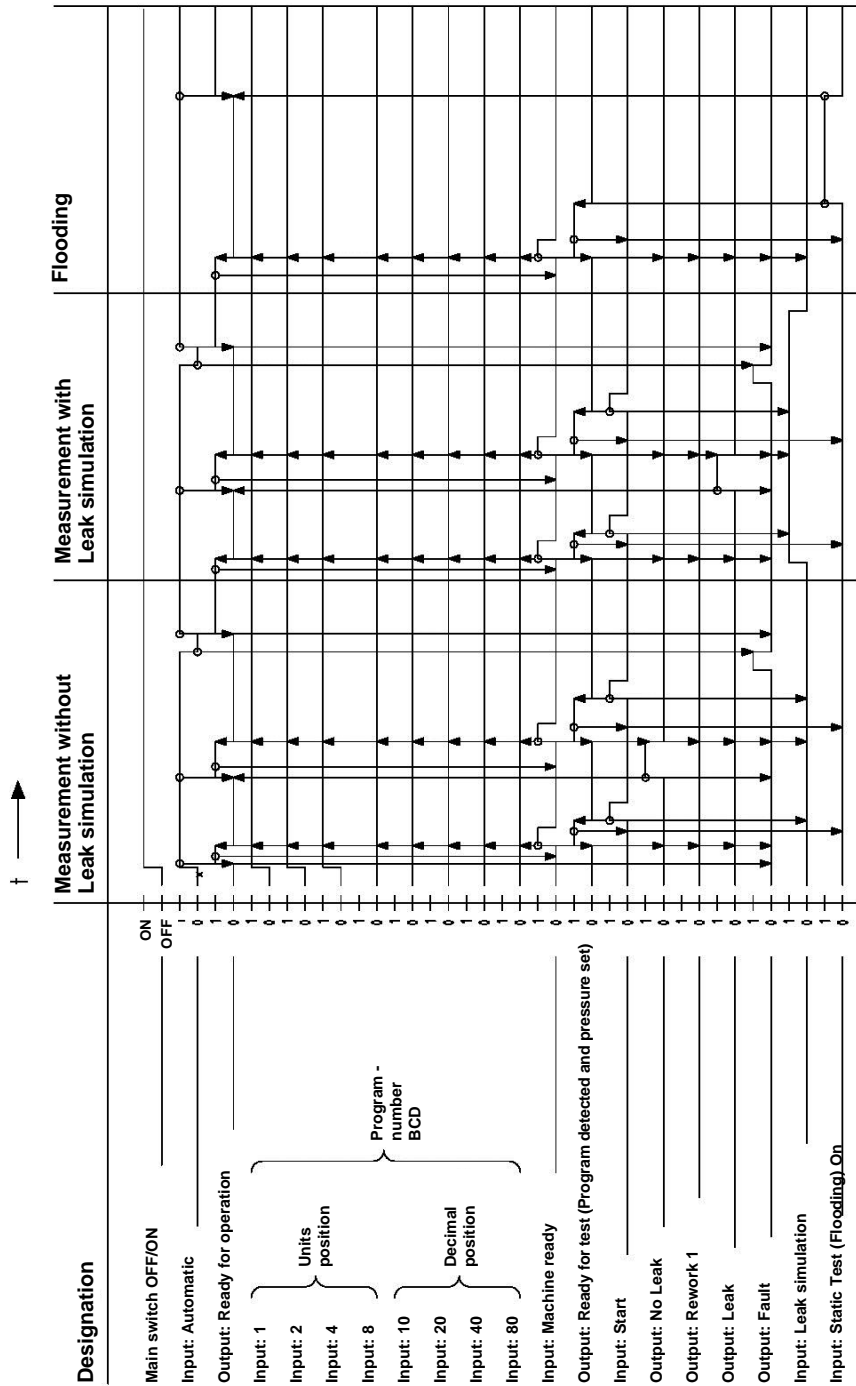 t
Designation
Measurement without
Leak simulation
Measurement with
Leak simulation
Flooding
Main switch OFF/ON
ON
OFF
Input: Automatic
1
0
Output: Ready for operation
1
0
Input: 1
1
0
Input: 2
1
0
Input: 4
1
0
Input: 8
1
0
Units
position
Input: 10
1
0
Input: 20
1
0
Input: 40
1
0
Input: 80
1
0
Decimal
position
Program -
number
BCD
Input: Machine ready
1
0
Output: Ready for test (Program detected and pressure set)
1
0
Input: Start
1
0
Output: No Leak
1
0
Output: Rework 1
1
0
Output: Leak
1
0
Output: Fault
1
0
Input: Leak simulation
1
0
Input: Static Test (Flooding) On
1
0